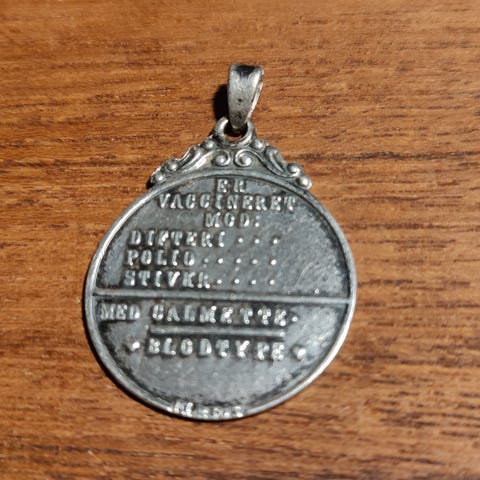 ER
VACCINERET
MOD:
DIFTERI . . .
POLIO . . . . .
STIVKR. . . .
MED CALMETTE.
BLODTYPE